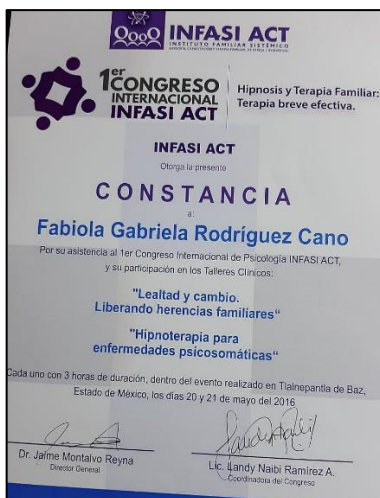 INFASI ACT
INSTITUTO FAMILIAR SISTÉMICO
1er
CONGRESO
INTERNACIONAL
INFASI ACT
Hipnosis y Terapia Familiar:
Terapia breve efectiva.
INFASI ACT
Otorga la presente
CONSTANCIA
a:
Fabiola Gabriela Rodríguez Cano
Por su asistencia al 1er Congreso Internacional de Psicología INFASI ACT,
y su participación en los Talleres Clínicos:
"Lealtad y cambio.
Liberando herencias familiares"
"Hipnoterapia para
enfermedades psicosomáticas"
Cada uno con 3 horas de duración, dentro del evento realizado en Tlalnepantla de Baz,
Estado de México, los días 20 y 21 de mayo del 2016
Dr. Jaime Montalvo Reyna
Director General
Lic. Landy Naibi Ramírez A.
Coordinadora del Congreso